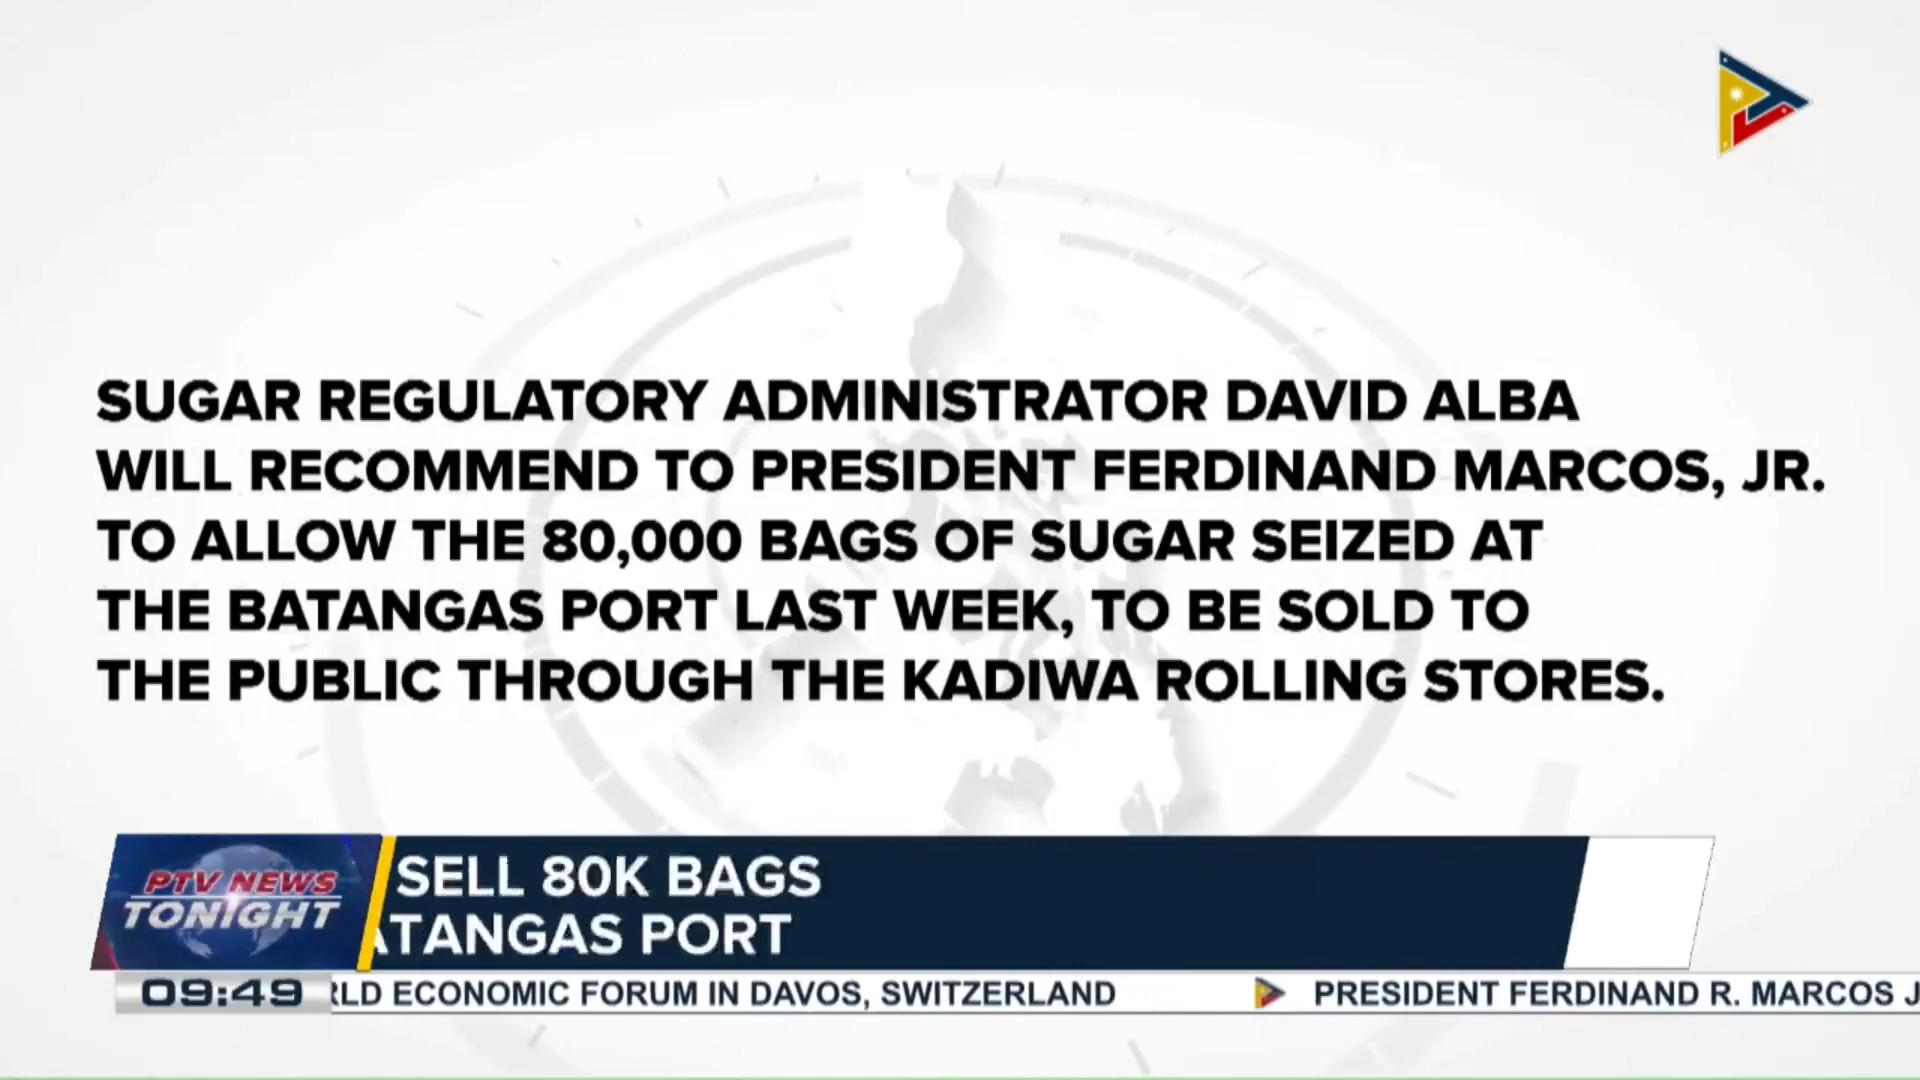 SUGAR REGULATORY ADMINISTRATOR DAVID ALBA
WILL RECOMMEND TO PRESIDENT FERDINAND MARCOS, JR.
TO ALLOW THE 80,000 BAGS OF SUGAR SEIZED AT
THE BATANGAS PORT LAST WEEK, TO BE SOLD TO
THE PUBLIC THROUGH THE KADIWA ROLLING STORES.
PTV NEWS
TONIGHT
SELL 80K BAGS
ATANGAS PORT
09:49
RLD ECONOMIC FORUM IN DAVOS, SWITZERLAND
PRESIDENT FERDINAND R. MARCOS J